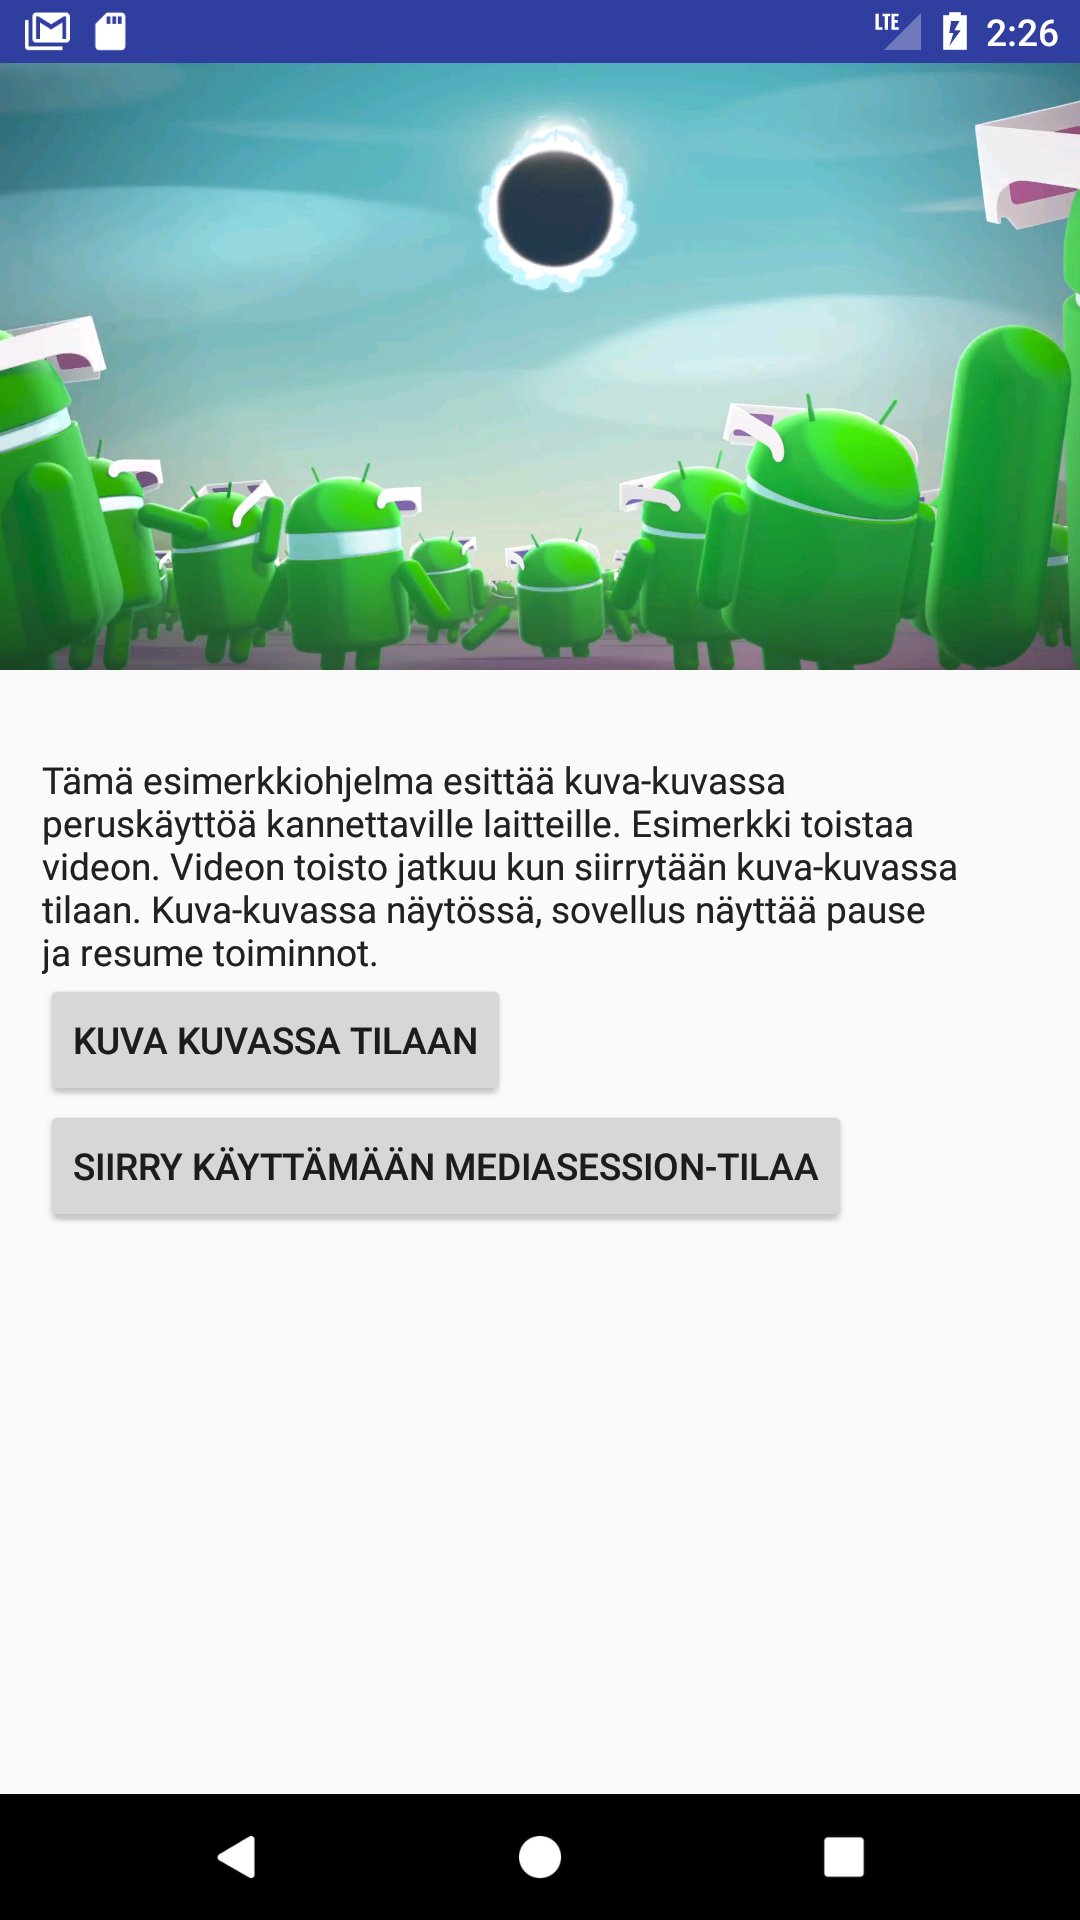 LTE 2:26
Tämä esimerkkiohjelma esittää kuva-kuvassa
peruskäyttöä kannettaville laitteille. Esimerkki toistaa
videon. Videon toisto jatkuu kun siirrytään kuva-kuvassa
tilaan. Kuva-kuvassa näytössä, sovellus näyttää pause
ja resume toiminnot.
KUVA KUVASSA TILAAN
SIIRRY KÄYTTÄMÄÄN MEDIASESSION-TILAA